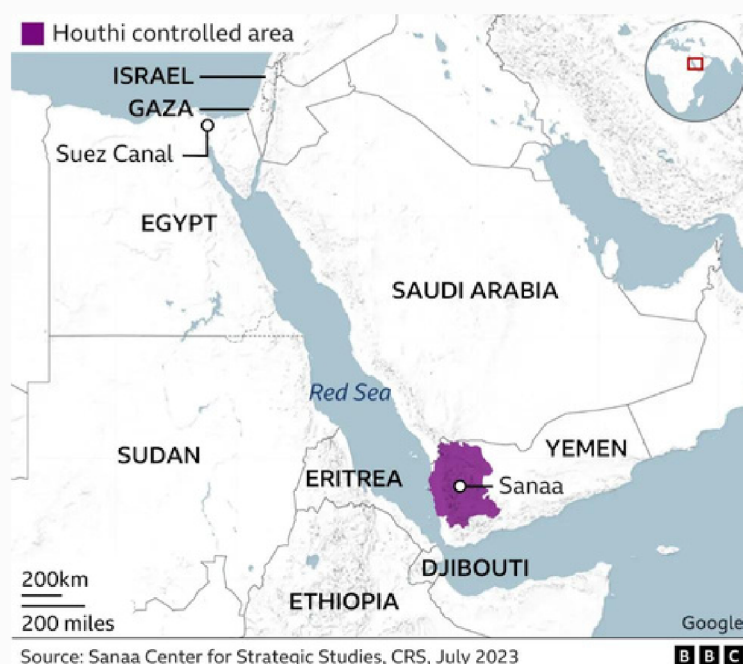 Houthi controlled area
ISRAEL
GAZA
Suez Canal
EGYPT
SAUDI ARABIA
Red Sea
SUDAN
ERITREA
YEMEN
Sanaa
DJIBOUTI
ETHIOPIA
200km
200 miles
Google
Source: Sanaa Center for Strategic Studies, CRS, July 2023
BBC